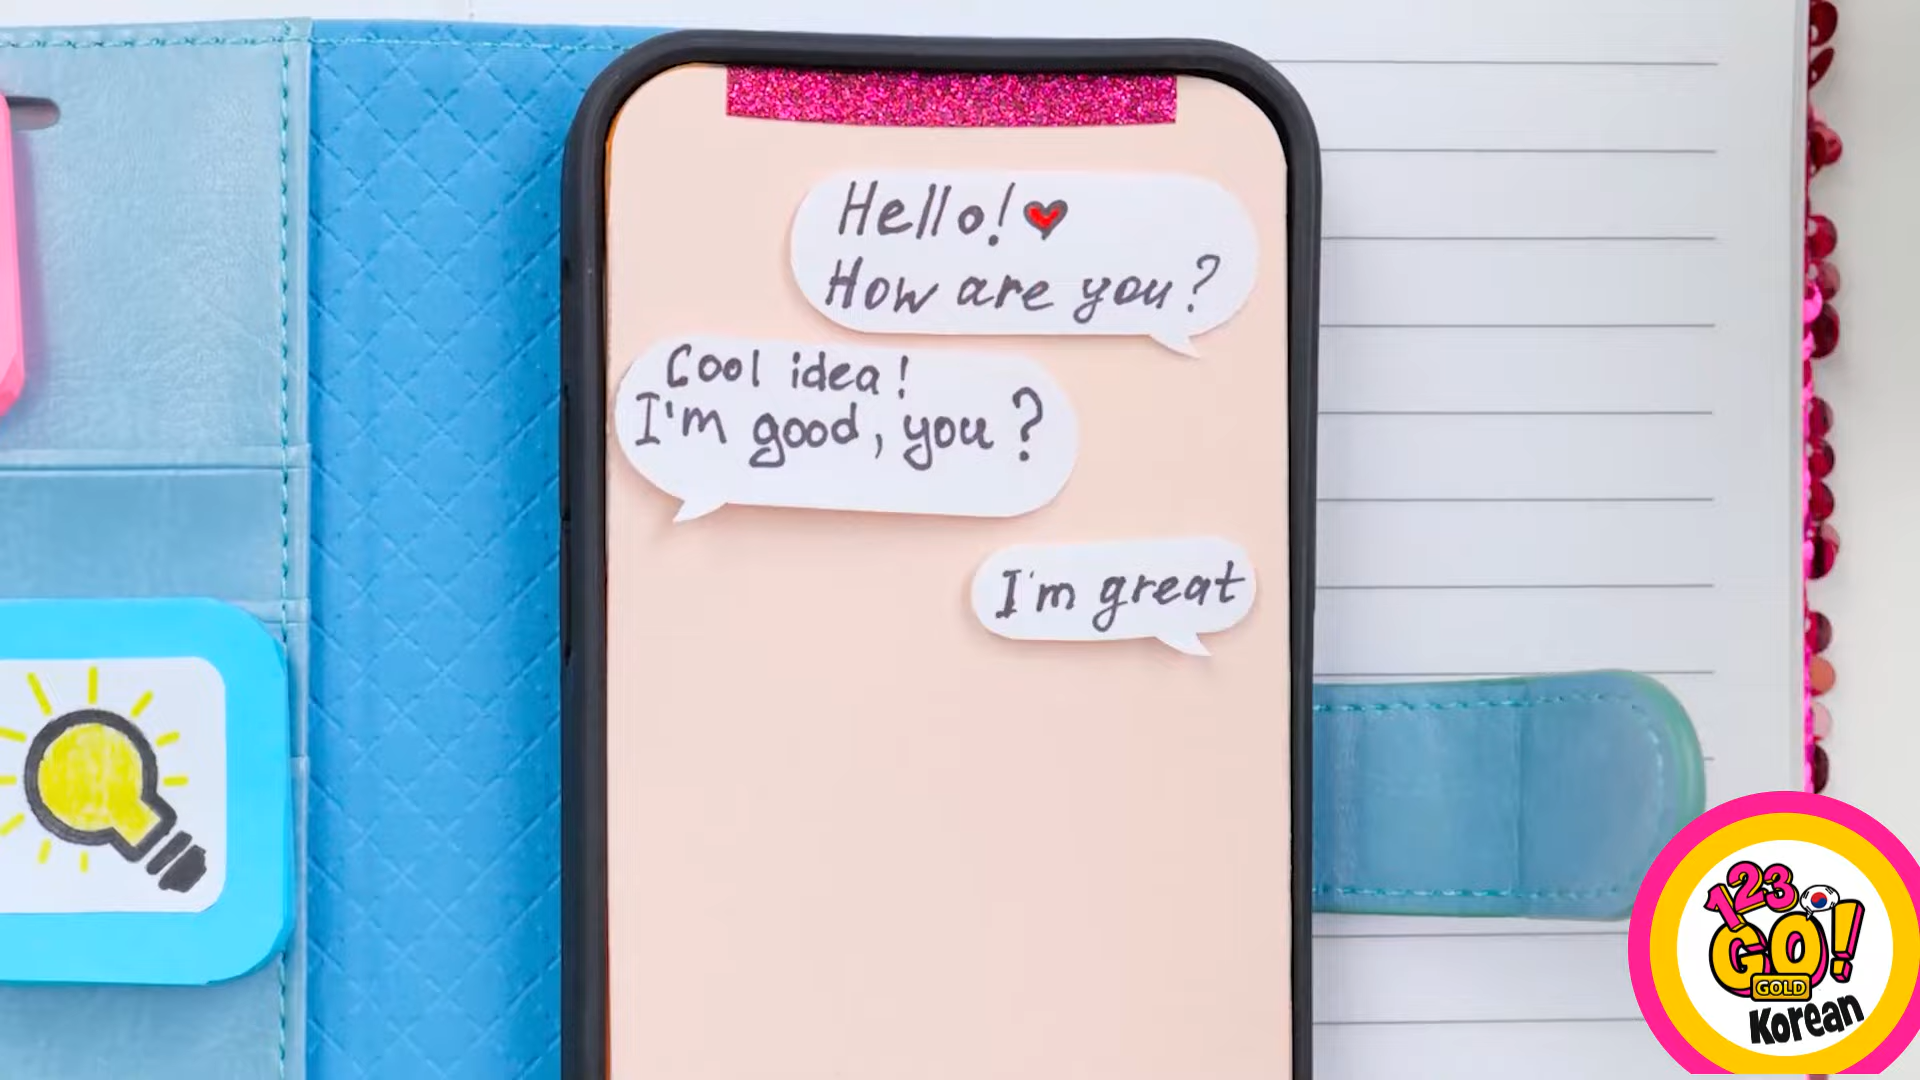 Hello!❤
How are you?
Cool idea!
I'm good, you?
I'm great
123
GO!
GOLD
Korean